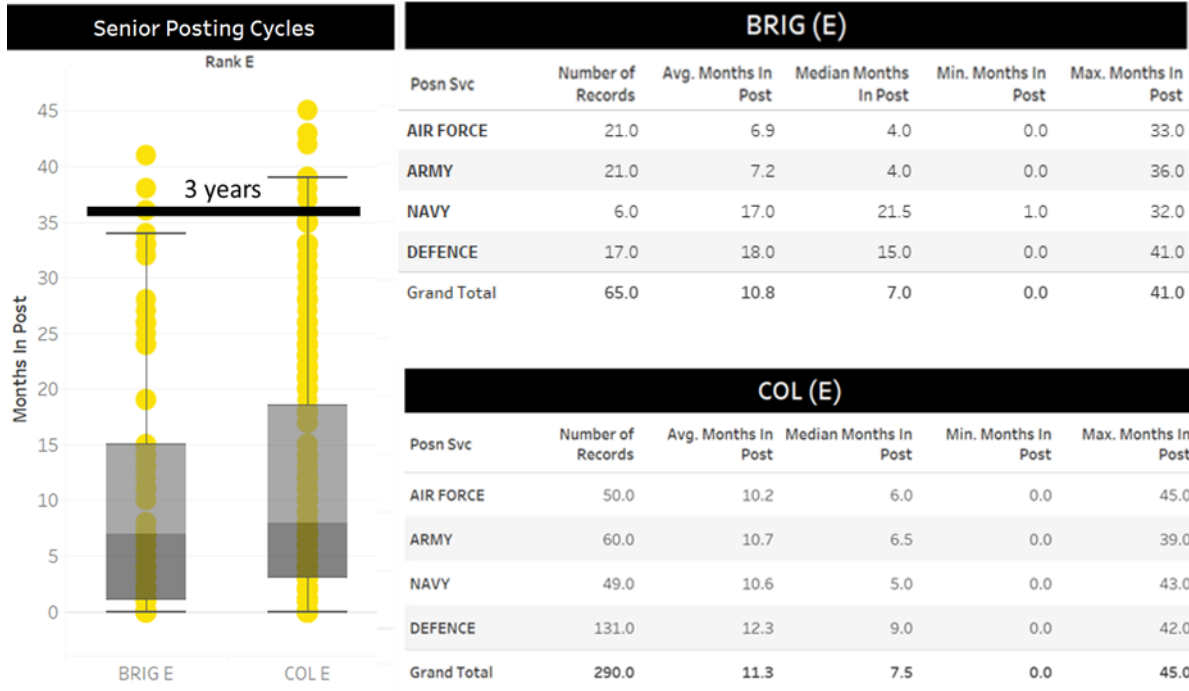 Senior Posting Cycles
Rank E
45
40
3 years
35
30
25
20
15
10
5
0
Months In Post
BRIG E COL E
BRIG (E)
Posn Svc Number of Records Avg. Months In Post Median Months In Post Min. Months In Post Max. Months In Post
AIR FORCE 21.0 6.9 4.0 0.0 33.0
ARMY 21.0 7.2 4.0 0.0 36.0
NAVY 6.0 17.0 21.5 1.0 32.0
DEFENCE 17.0 18.0 15.0 0.0 41.0
Grand Total 65.0 10.8 7.0 0.0 41.0
COL (E)
Posn Svc Number of Records Avg. Months In Post Median Months In Post Min. Months In Post Max. Months In Post
AIR FORCE 50.0 10.2 6.0 0.0 45.0
ARMY 60.0 10.7 6.5 0.0 39.0
NAVY 49.0 10.6 5.0 0.0 43.0
DEFENCE 131.0 12.3 9.0 0.0 42.0
Grand Total 290.0 11.3 7.5 0.0 45.0